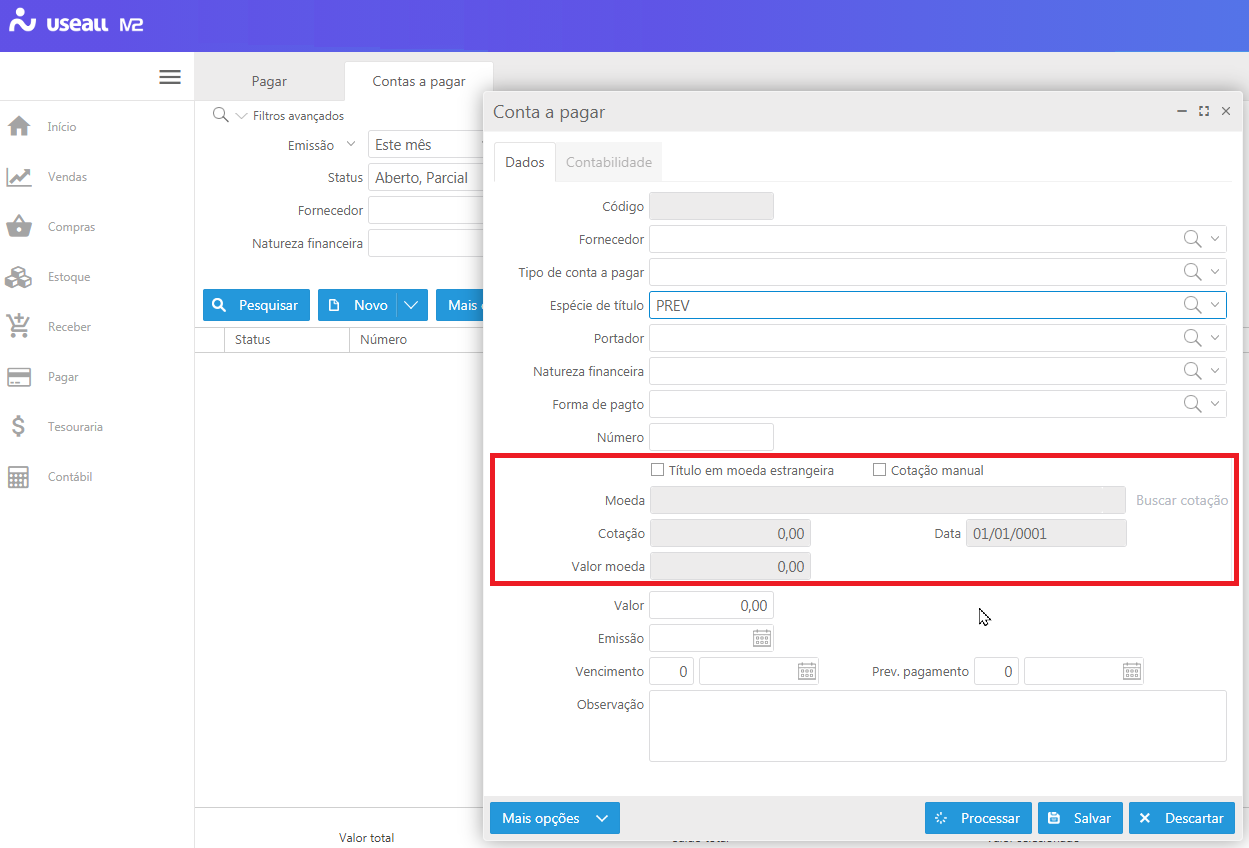 useall M2
Pagar
Contas a pagar
Início
Vendas
Compras
Estoque
Receber
Pagar
Tesouraria
Contábil
Filtros avançados
Emissão Este mês
Status Aberto, Parcial
Fornecedor
Natureza financeira
Pesquisar Novo Mais
Status Número
Valor total
Conta a pagar
Dados Contabilidade
Código
Fornecedor
Tipo de conta a pagar
Espécie de título PREV
Portador
Natureza financeira
Forma de pagto
Número
Título em moeda estrangeira Cotação manual
Moeda Buscar cotação
Cotação 0,00 Data 01/01/0001
Valor moeda 0,00
Valor 0,00
Emissão
Vencimento 0 Prev. pagamento 0
Observação
Mais opções Processar Salvar Descartar